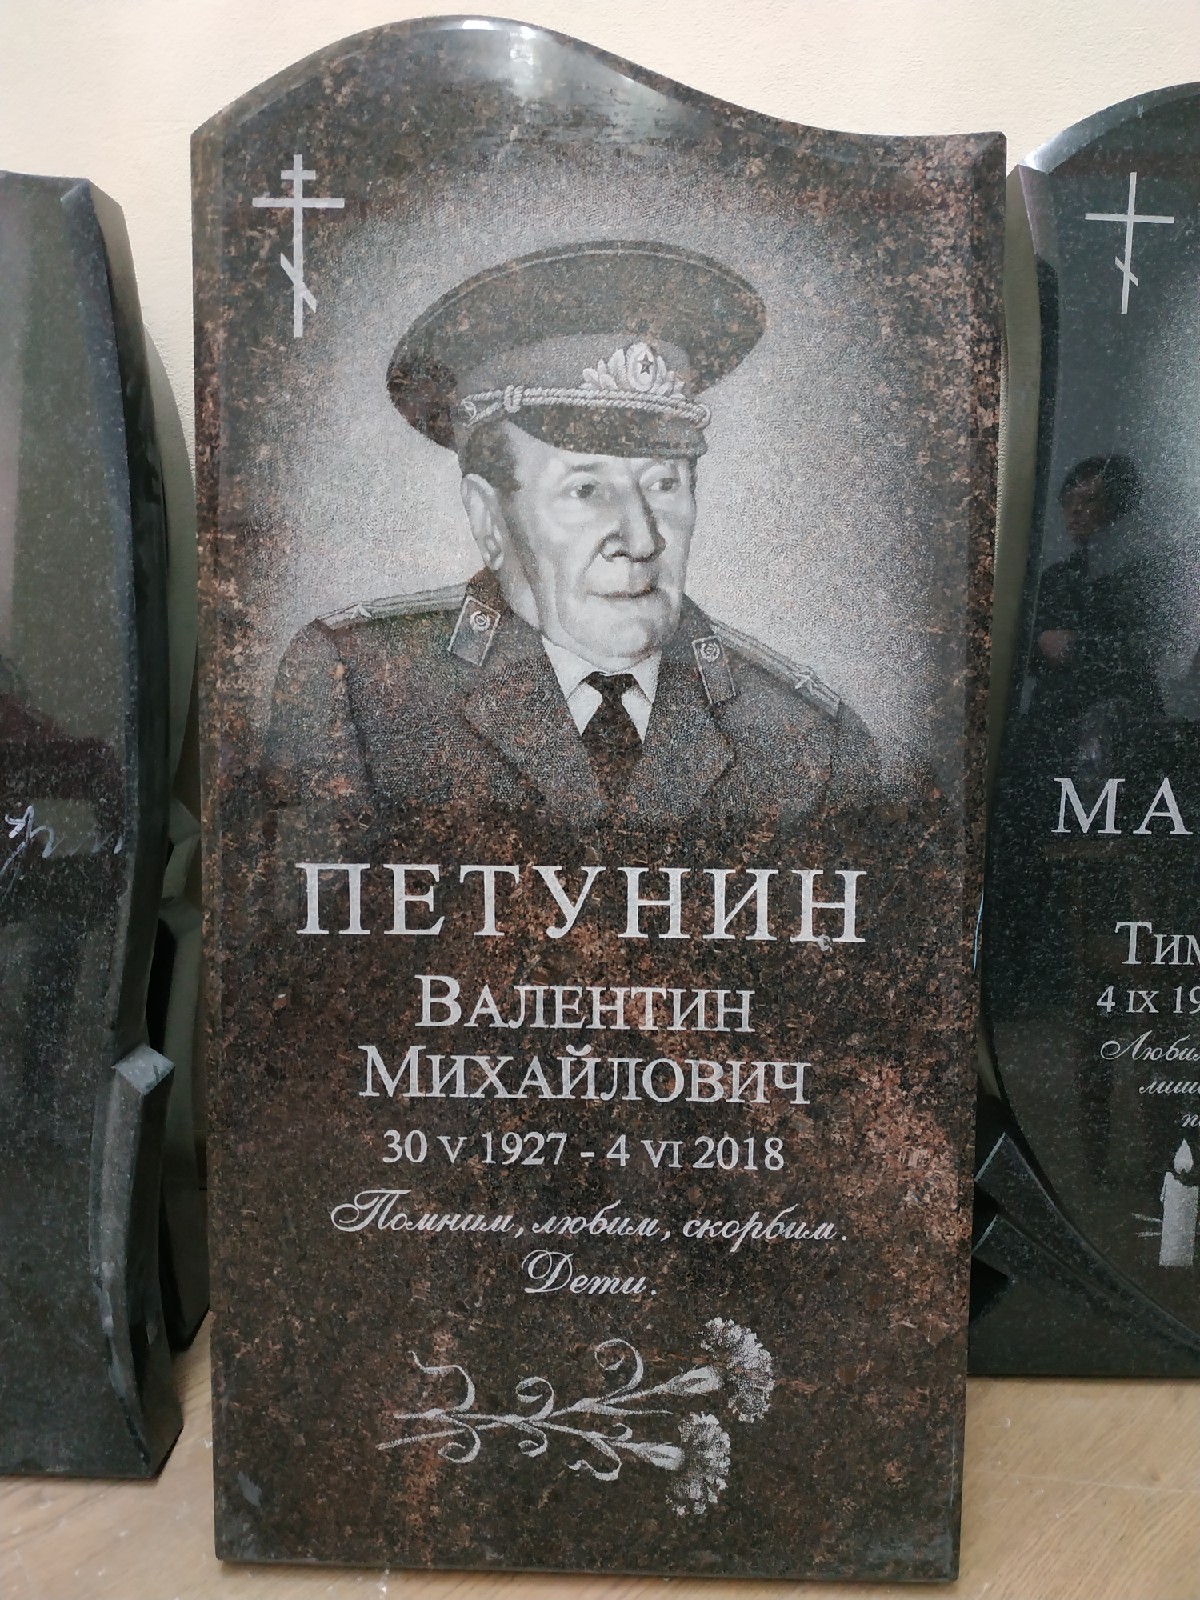 ПЕТУНИН
ВАЛЕНТИН
МИХАЙЛОВИЧ
30 V 1927 - 4 VI 2018
Помним, любим, скорбим.
Дети.
МА
ТИМ
4 IX 19